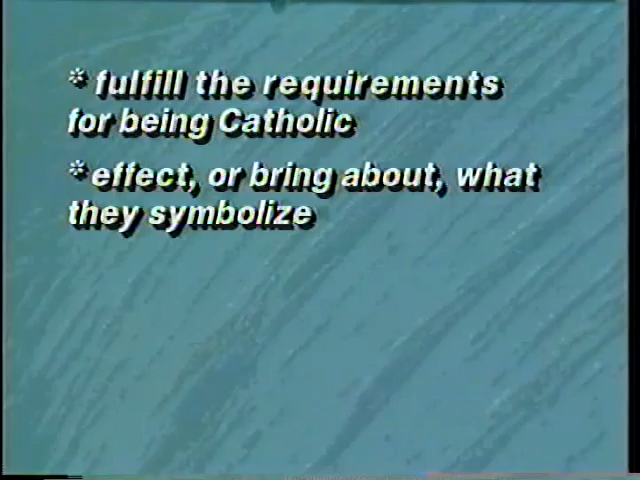 * fulfill the requirements
for being Catholic
* effect, or bring about, what
they symbolize